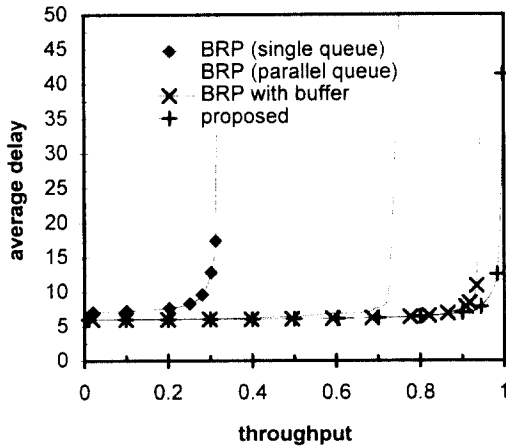 50
45
40
35
30
25
20
15
10
5
0
average delay
BRP (single queue)
BRP (parallel queue)
BRP with buffer
proposed
0 0.2 0.4 0.6 0.8 1
throughput